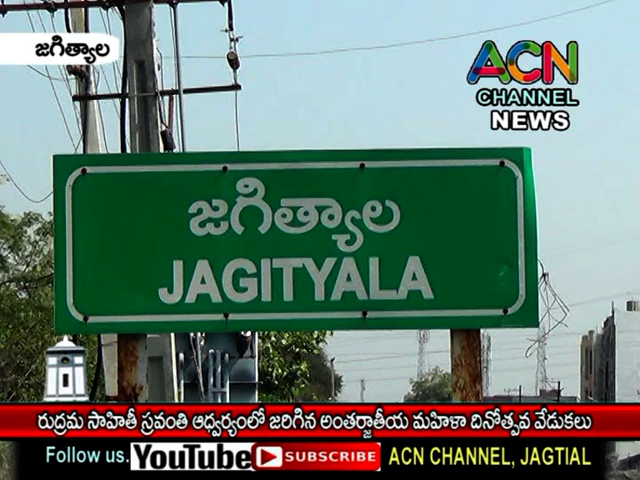 జగిత్యాల
ACN
CHANNEL
NEWS
జగిత్యాల
JAGITYALA
రుద్రమ సాహితీ స్రవంతి ఆధ్వర్యంలో జరిగిన అంతర్జాతీయ మహిళా దినోత్సవ వేడుకలు
Follow us. YouTube SUBSCRIBE ACN CHANNEL, JAGTIAL